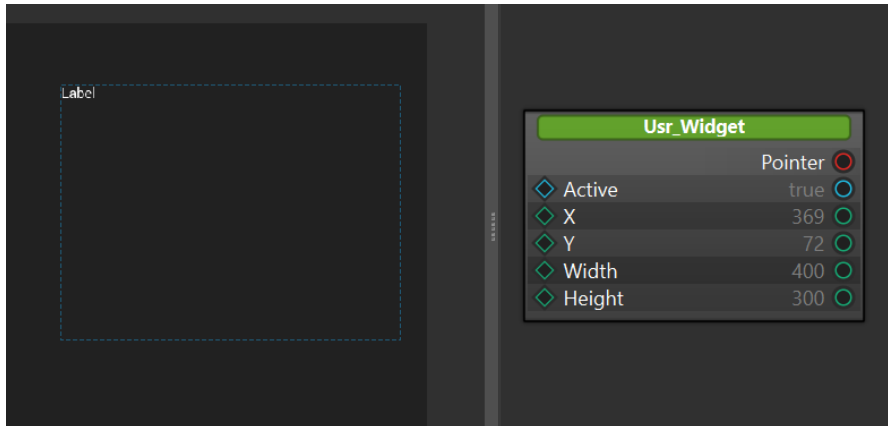 Label
Usr_Widget
Pointer
Active true
X 369
Y 72
Width 400
Height 300